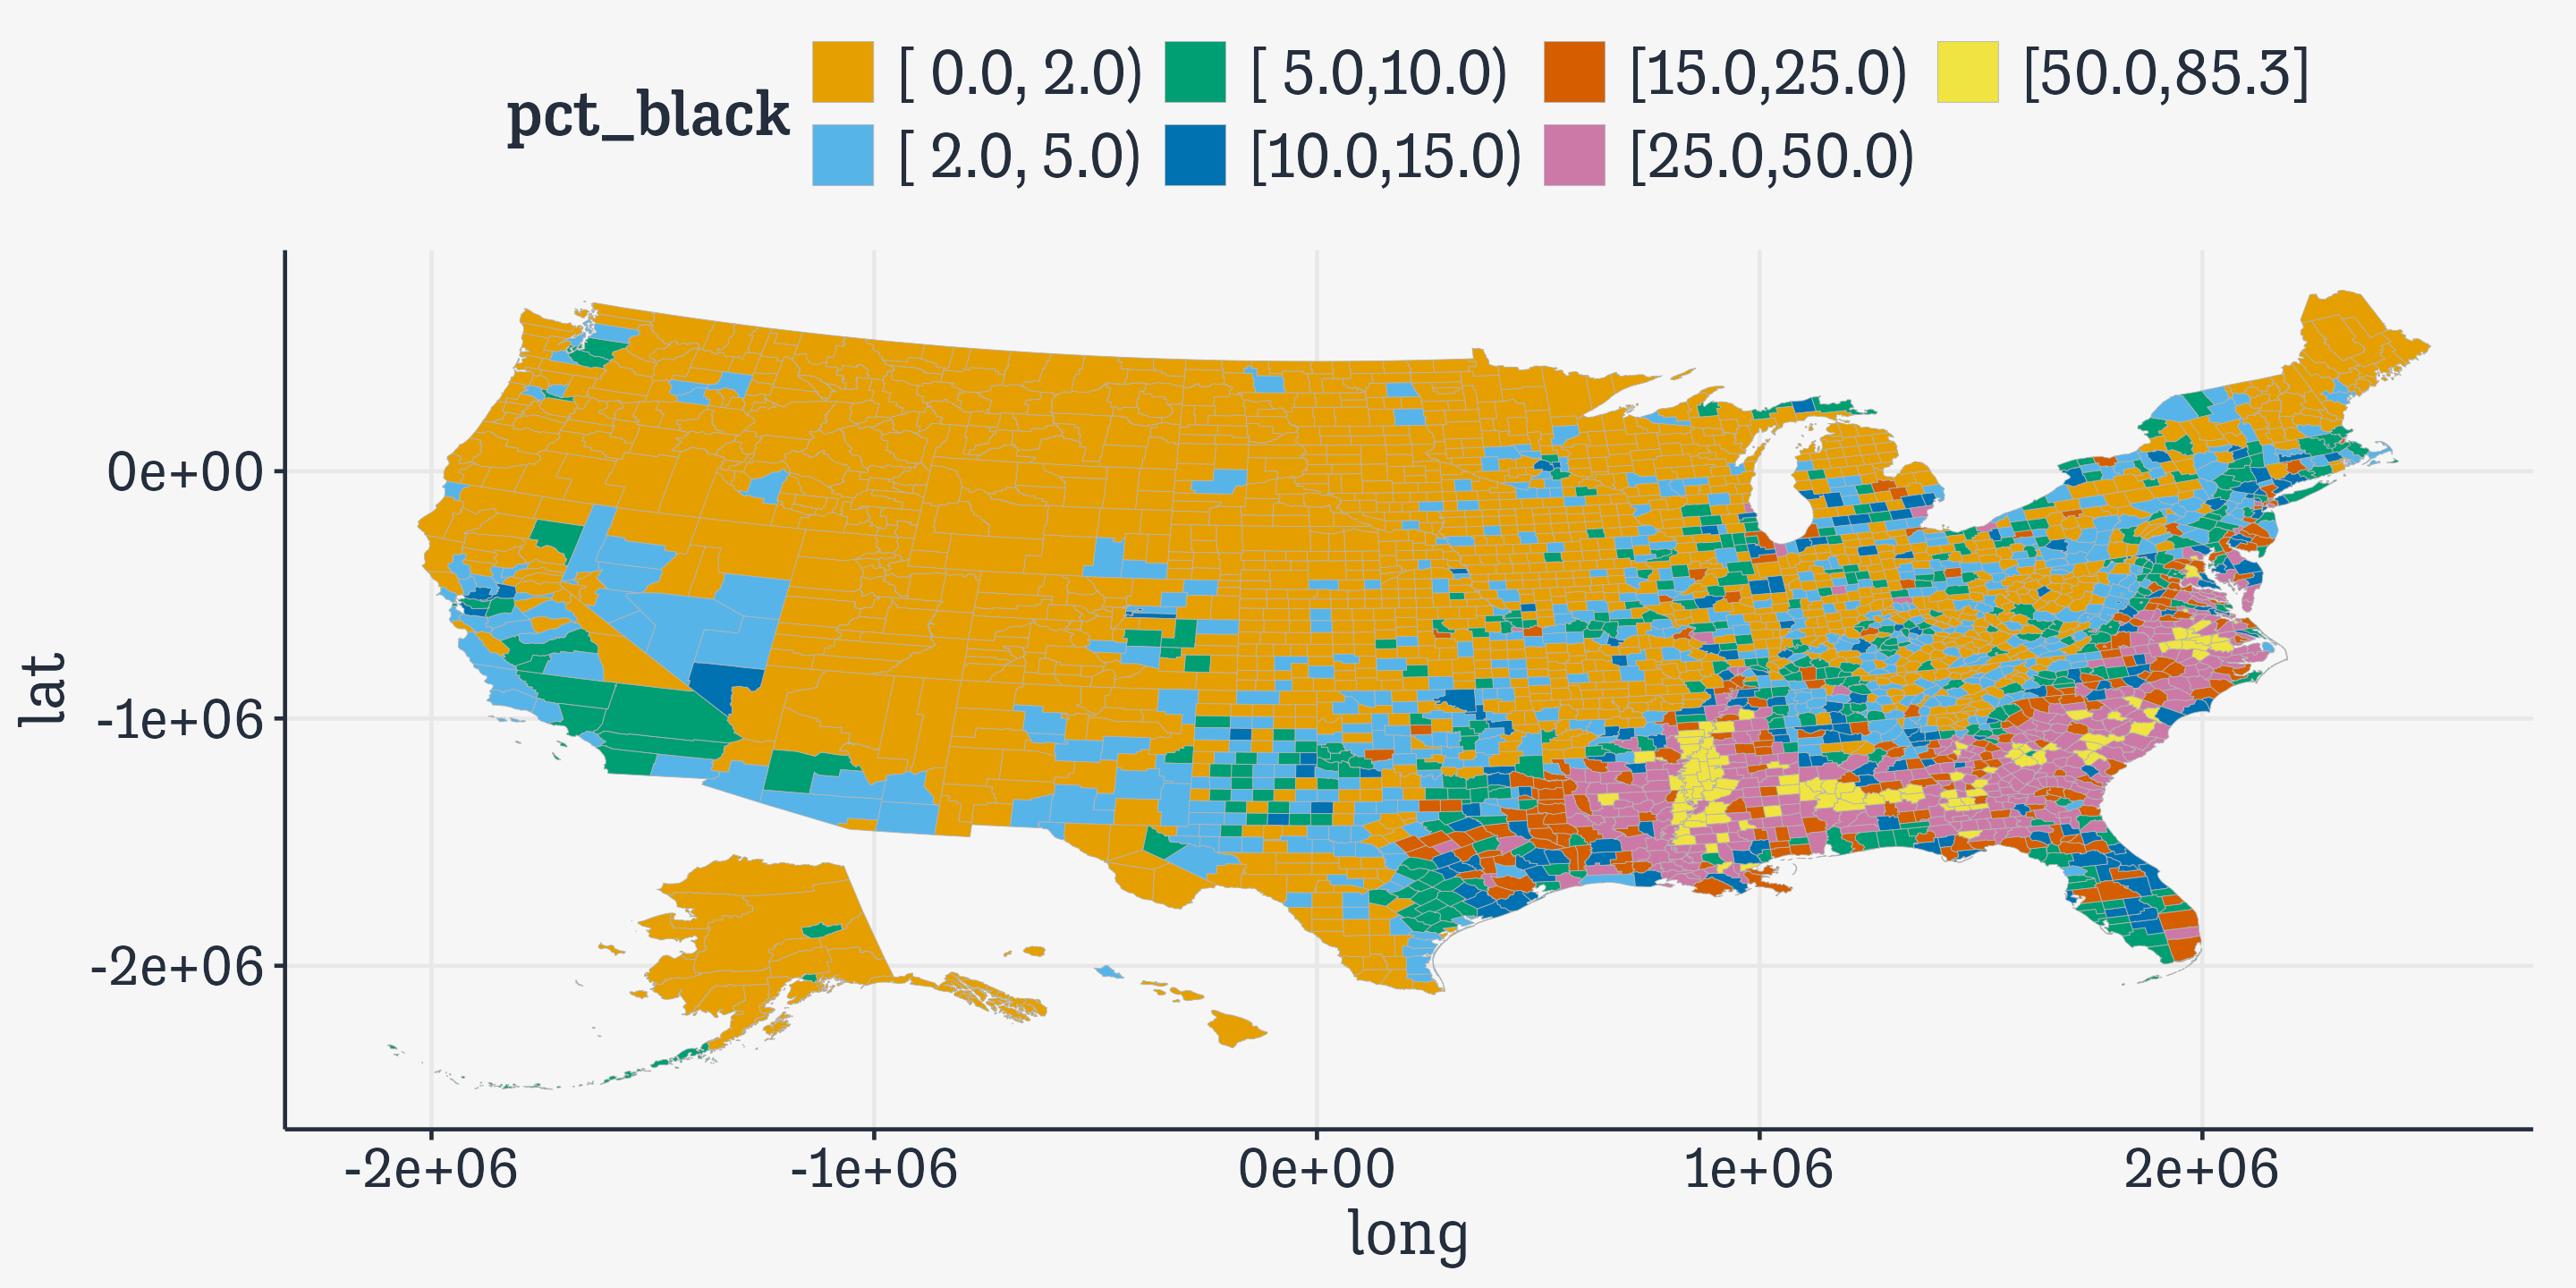 pct_black
[ 0.0, 2.0)
[ 5.0,10.0)
[15.0,25.0)
[50.0,85.3]
[ 2.0, 5.0)
[10.0,15.0)
[25.0,50.0)
lat
0e+00
-1e+06
-2e+06
-2e+06
-1e+06
0e+00
1e+06
2e+06
long